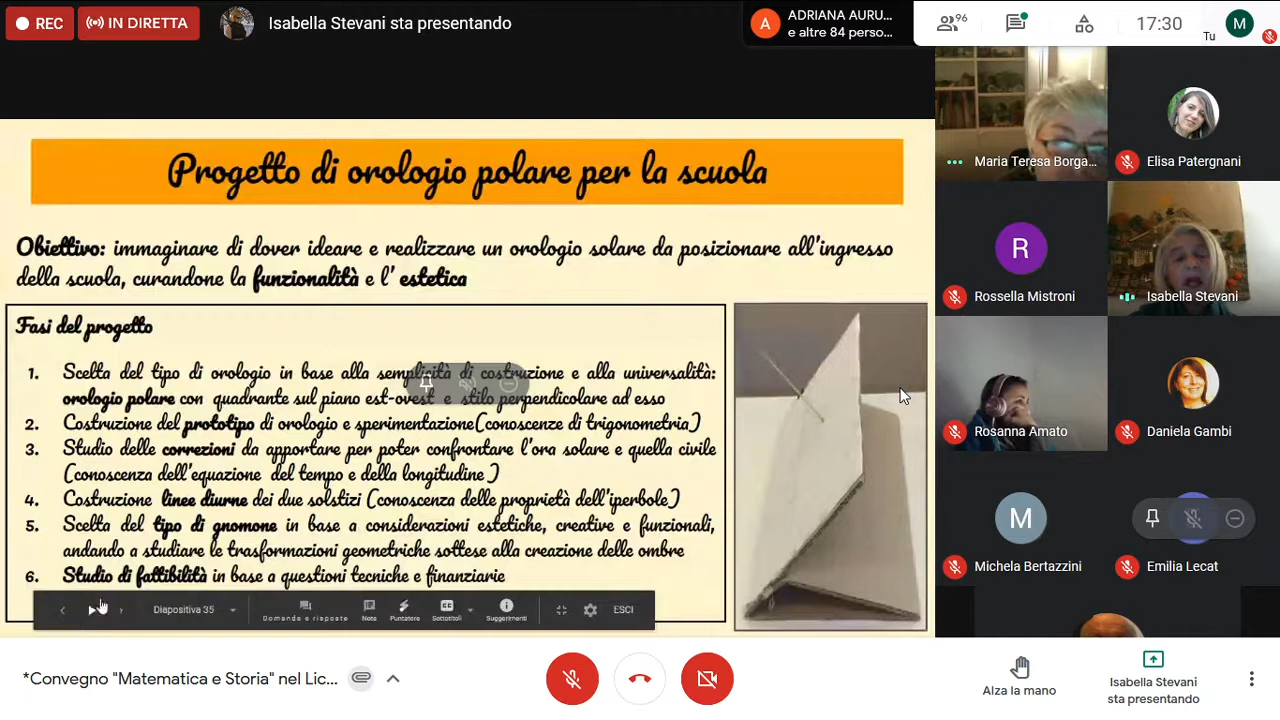 REC
IN DIRETTA
Isabella Stevani sta presentando
A
ADRIANA AURU...
e altre 84 perso...
96
17:30
Tu
M
Progetto di orologio polare per la scuola
Obiettivo: immaginare di dover ideare e realizzare un orologio solare da posizionare all'ingresso
della scuola, curandone la funzionalità e l' estetica
Fasi del progetto
1. Scelta del tipo di orologio in base alla semplicità di costruzione e alla universalità:
orologio polare con quadrante sul piano est-ovest e stilo perpendicolare ad esso
2. Costruzione del prototipo di orologio e sperimentazione(conoscenze di trigonometria)
3. Studio delle correzioni da apportare per poter confrontare l'ora solare e quella civile
(conoscenza dell'equazione del tempo e della longitudine )
4. Costruzione linee diurne dei due solstizi (conoscenza delle proprietà dell'iperbole)
5. Scelta del tipo di gnomone in base a considerazioni estetiche, creative e funzionali,
andando a studiare le trasformazioni geometriche sottese alla creazione delle ombre
6. Studio di fattibilità in base a questioni tecniche e finanziarie
Diapositiva 35
Domande e risposte
Note
Puntatore
Sottotitoli
Suggerimenti
ESCI
Maria Teresa Borga...
Elisa Patergnani
R
Rossella Mistroni
Isabella Stevani
Rosanna Amato
Daniela Gambi
M
Michela Bertazzini
Emilia Lecat
*Convegno "Matematica e Storia" nel Lic...
Alza la mano
Isabella Stevani
sta presentando